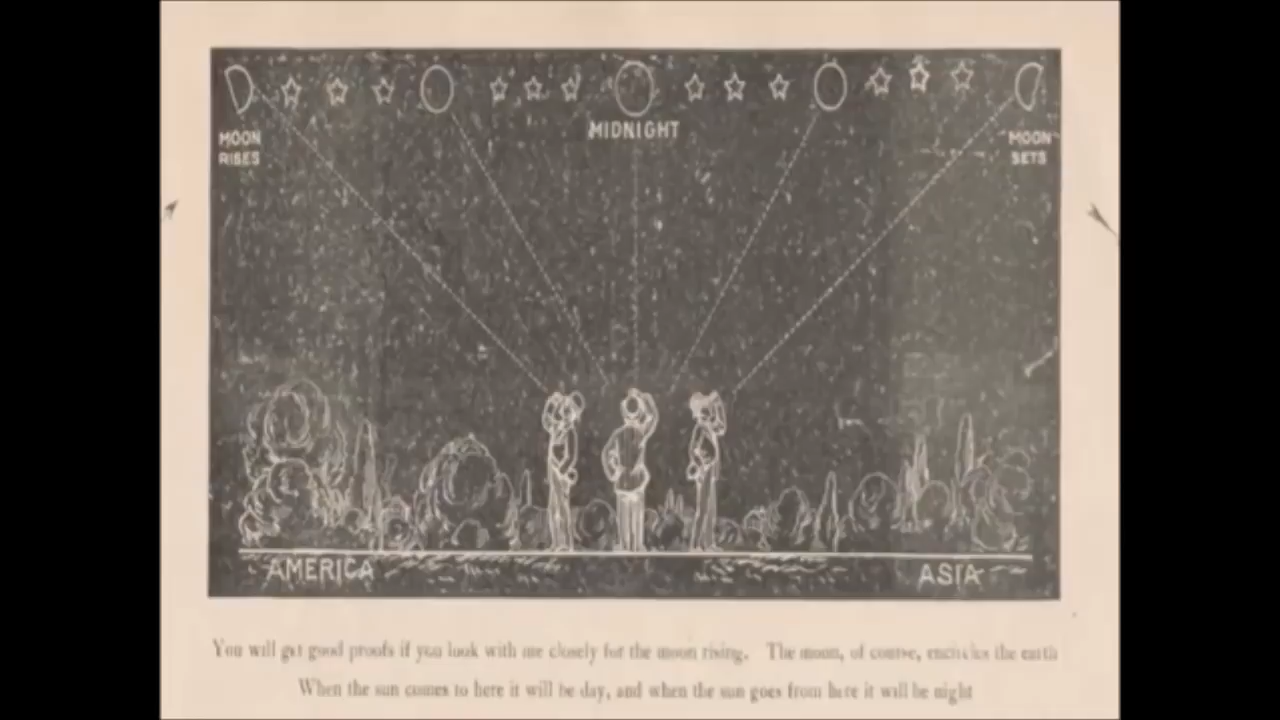 MOON
RISES
MIDNIGHT
MOON
SETS
AMERICA
ASIA
You will get good proofs if you look with me closely for the moon rising. The moon, of course, encircles the earth
When the sun comes to here it will be day, and when the sun goes from here it will be night